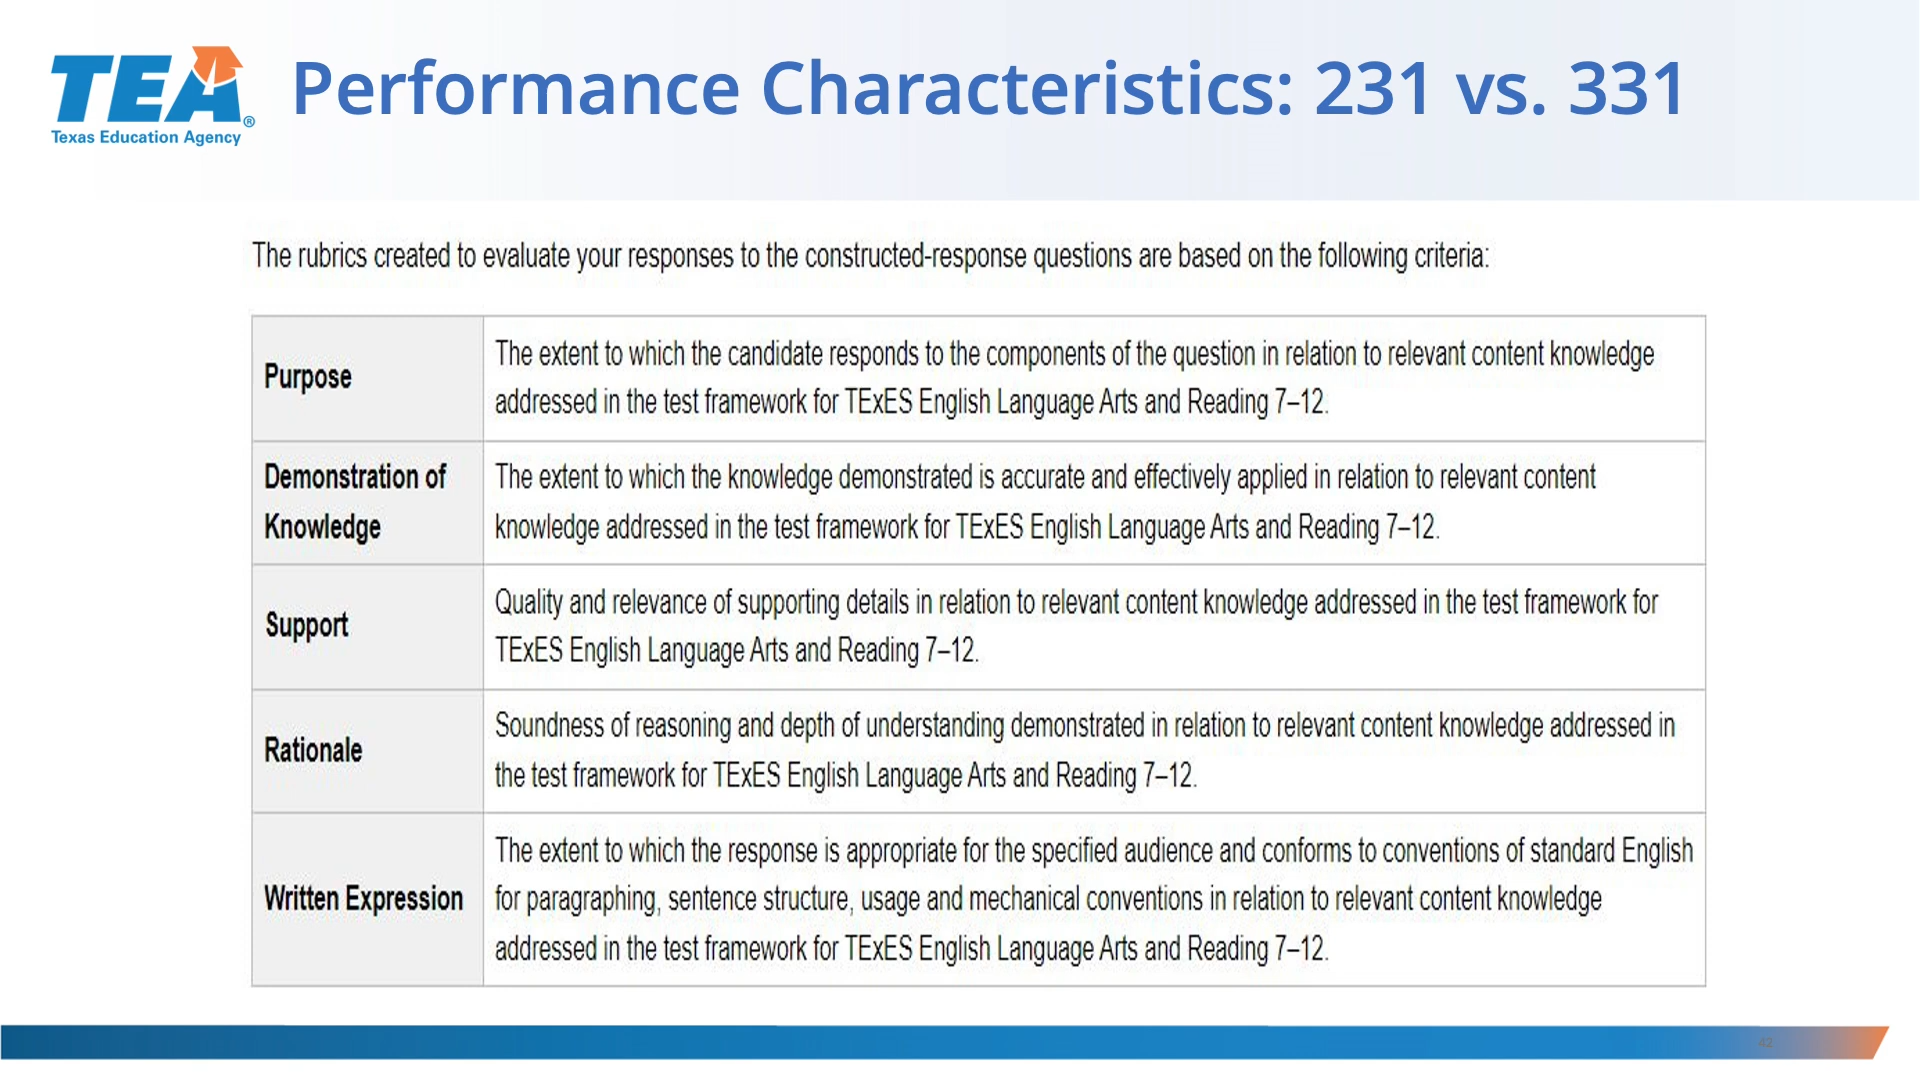 TEA®
Texas Education Agency
Performance Characteristics: 231 vs. 331
The rubrics created to evaluate your responses to the constructed-response questions are based on the following criteria:
Purpose
The extent to which the candidate responds to the components of the question in relation to relevant content knowledge
addressed in the test framework for TExES English Language Arts and Reading 7–12.
Demonstration of
Knowledge
The extent to which the knowledge demonstrated is accurate and effectively applied in relation to relevant content
knowledge addressed in the test framework for TExES English Language Arts and Reading 7–12.
Support
Quality and relevance of supporting details in relation to relevant content knowledge addressed in the test framework for
TExES English Language Arts and Reading 7–12.
Rationale
Soundness of reasoning and depth of understanding demonstrated in relation to relevant content knowledge addressed in
the test framework for TExES English Language Arts and Reading 7–12.
Written Expression
The extent to which the response is appropriate for the specified audience and conforms to conventions of standard English
for paragraphing, sentence structure, usage and mechanical conventions in relation to relevant content knowledge
addressed in the test framework for TExES English Language Arts and Reading 7–12.
42